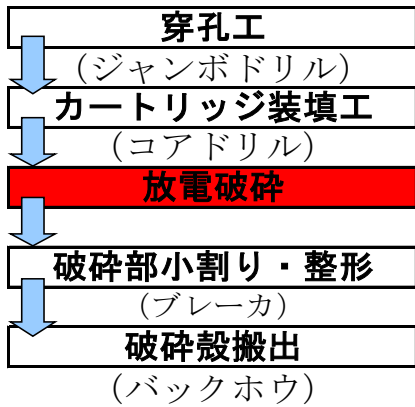 穿孔工
(ジャンボドリル)
カートリッジ装填工
(コアドリル)
放電破砕
破砕部小割り・整形
(ブレーカ)
破砕殻搬出
(バックホウ)